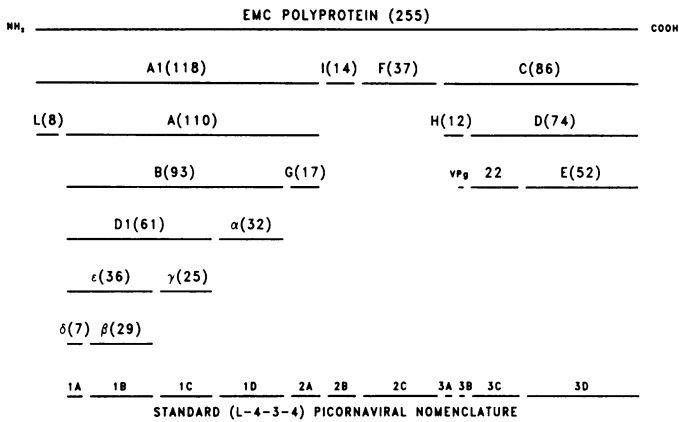 EMC POLYPROTEIN (255)
NH₂ COOH
A1(118) I(14) F(37) C(86)
L(8) A(110) H(12) D(74)
B(93) G(17) VPg 22 E(52)
D1(61) α(32)
ε(36) γ(25)
δ(7) β(29)
1A 1B 1C 1D 2A 2B 2C 3A 3B 3C 3D
STANDARD (L-4-3-4) PICORNAVIRAL NOMENCLATURE